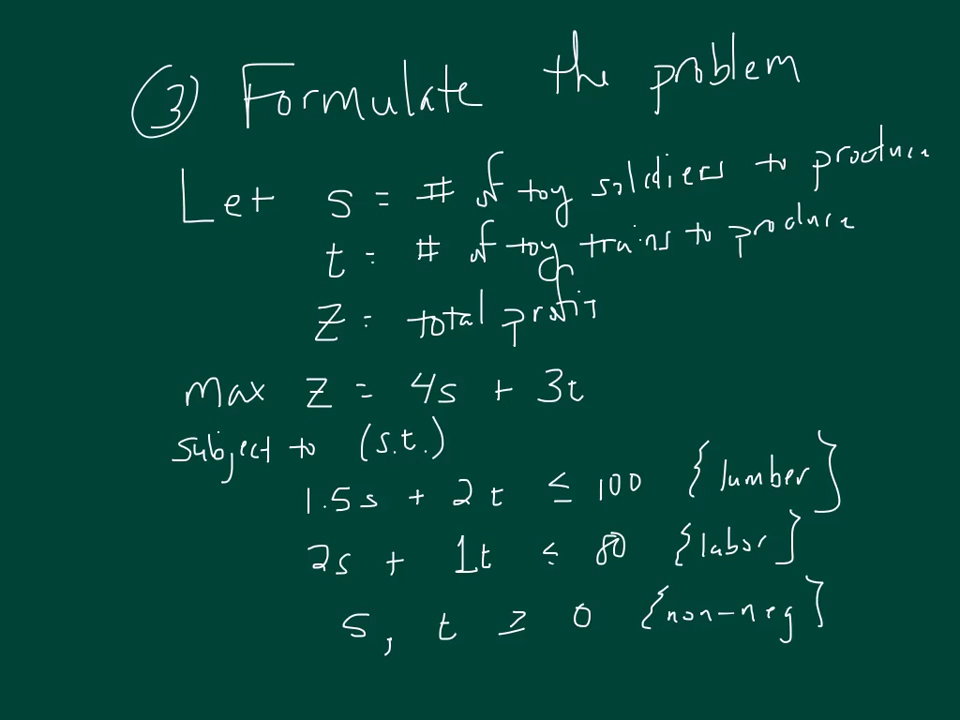 ③ Formulate the problem
Let s = # of toy soldiers to produce
t = # of toy trains to produce
Z = total profit
max Z = 4s + 3t
subject to (s.t.)
1.5s + 2t ≤ 100 {lumber}
2s + 1t ≤ 80 {labor}
s, t ≥ 0 {non-neg}